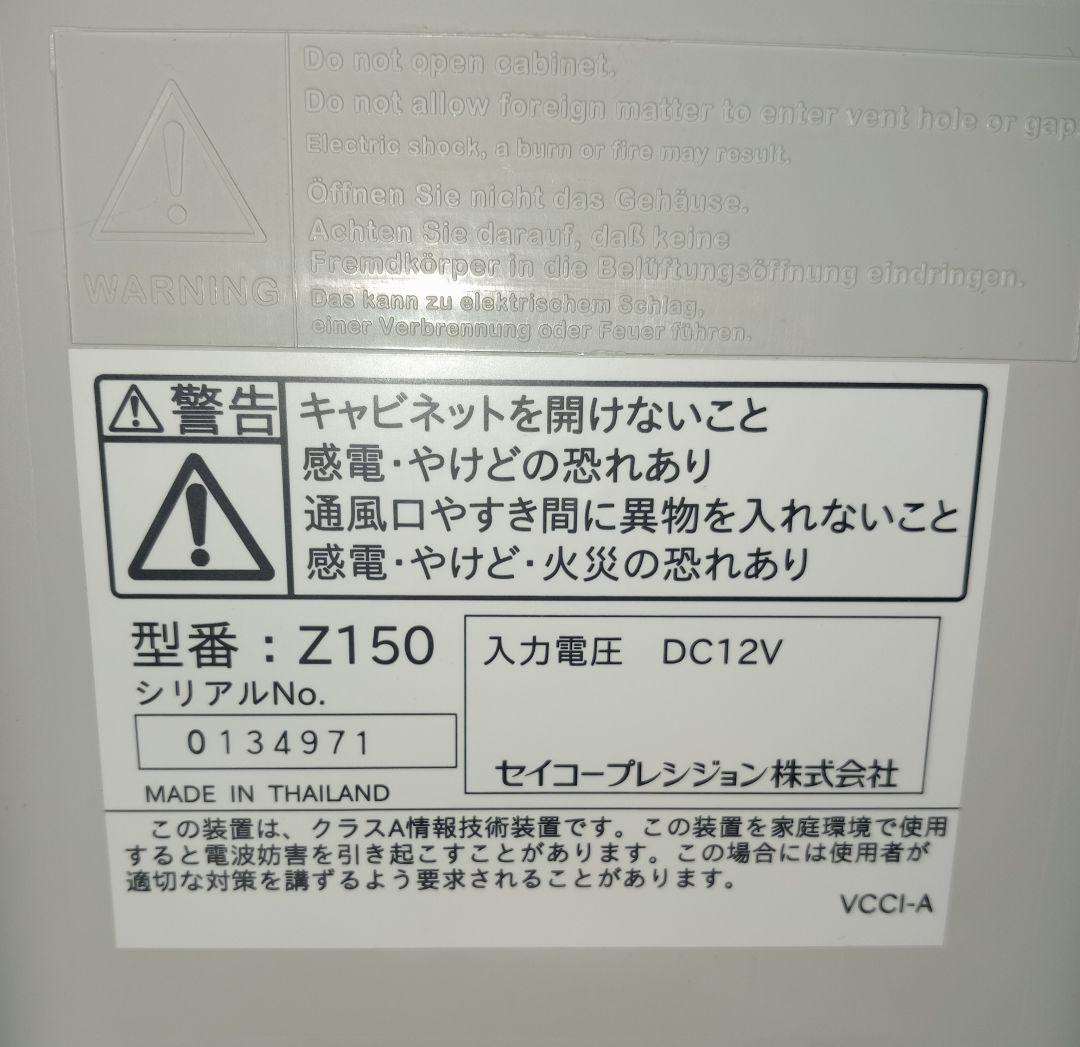 Do not open cabinet.
Do not allow foreign matter to enter vent hole or gap
Electric shock, a burn or fire may result.
Öffnen Sie nicht das Gehäuse.
Achten Sie darauf, daß keine
Fremdkörper in die Belüftungsöffnung eindringen.
Das kann zu elektrischem Schlag,
einer Verbrennung oder Feuer führen.
WARNING
警告
キャビネットを開けないこと
感電・やけどの恐れあり
通風口やすき間に異物を入れないこと
感電・やけど・火災の恐れあり
型番：Z150
シリアルNo.
0134971
MADE IN THAILAND
入力電圧 DC12V
セイコープレシジョン株式会社
この装置は、クラスA情報技術装置です。この装置を家庭環境で使用
すると電波妨害を引き起こすことがあります。この場合には使用者が
適切な対策を講ずるよう要求されることがあります。
VCCI-A